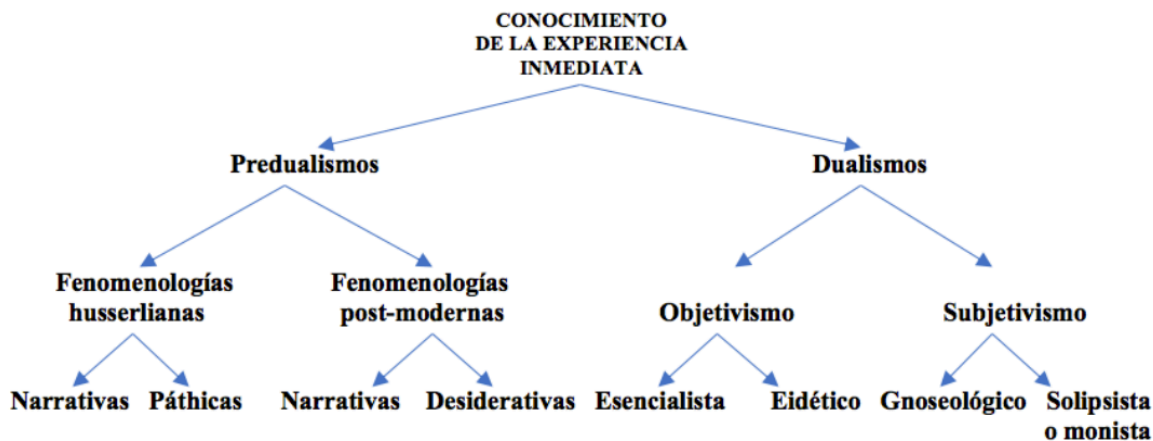 CONOCIMIENTO
DE LA EXPERIENCIA
INMEDIATA
Predualismos
Dualismos
Fenomenologías
husserlianas
Fenomenologías
post-modernas
Objetivismo
Subjetivismo
Narrativas
Páthicas
Narrativas
Desiderativas
Esencialista
Eidético
Gnoseológico
Solipsista
o monista